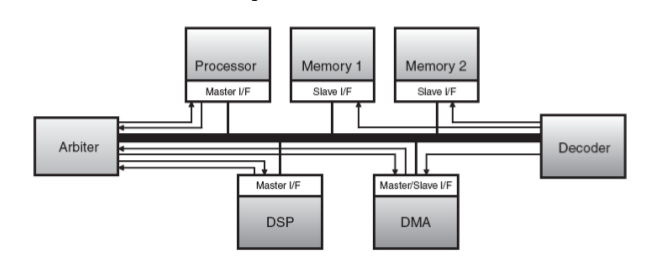 Processor
Memory 1
Memory 2
Master I/F
Slave I/F
Slave I/F
Arbiter
Decoder
Master I/F
Master/Slave I/F
DSP
DMA